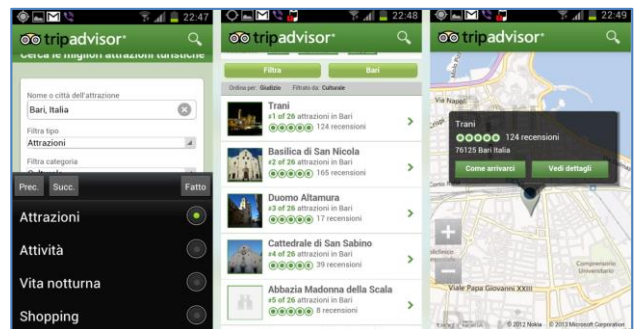 22:47
tripadvisor
Cerca le migliori attrazioni turistiche
Nome o città dell'attrazione
Bari, Italia
Filtra tipo
Attrazioni
Filtra categoria
Culturale
Prec.
Succ.
Fatto
Attrazioni
Attività
Vita notturna
Shopping
22:48
tripadvisor
Filtra
Bari
Ordina per: Giudizio Filtrato da: Culturale
Trani
#1 of 26 attrazioni in Bari
124 recensioni
Basilica di San Nicola
#2 of 26 attrazioni in Bari
165 recensioni
Duomo Altamura
#3 of 26 attrazioni in Bari
17 recensioni
Cattedrale di San Sabino
#4 of 26 attrazioni in Bari
39 recensioni
Abbazia Madonna della Scala
#5 of 26 attrazioni in Bari
8 recensioni
22:49
tripadvisor
Via Napoli
Trani
124 recensioni
76125 Bari Italia
Come arrivarci
Vedi dettagli
Comprensorio
Universitario
Viale Papa Giovanni XXIII
© 2012 Nokia © 2012 Microsoft Corporation